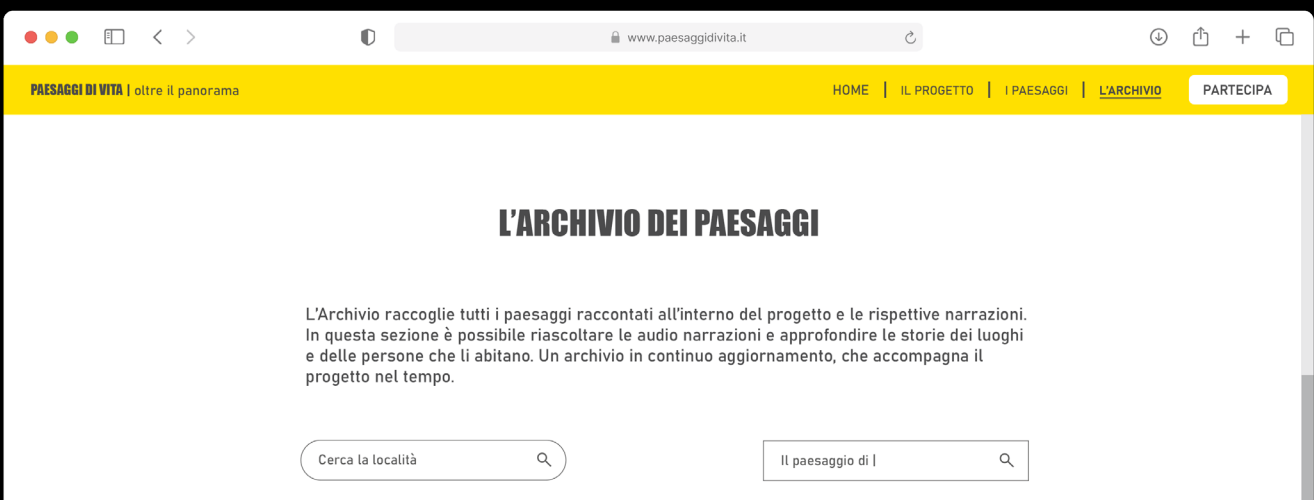 www.paesaggidivita.it
PAESAGGI DI VITA | oltre il panorama
HOME | IL PROGETTO | I PAESAGGI | L'ARCHIVIO PARTECIPA
L'ARCHIVIO DEI PAESAGGI
L'Archivio raccoglie tutti i paesaggi raccontati all'interno del progetto e le rispettive narrazioni.
In questa sezione è possibile riascoltare le audio narrazioni e approfondire le storie dei luoghi
e delle persone che li abitano. Un archivio in continuo aggiornamento, che accompagna il
progetto nel tempo.
Cerca la località
Il paesaggio di |